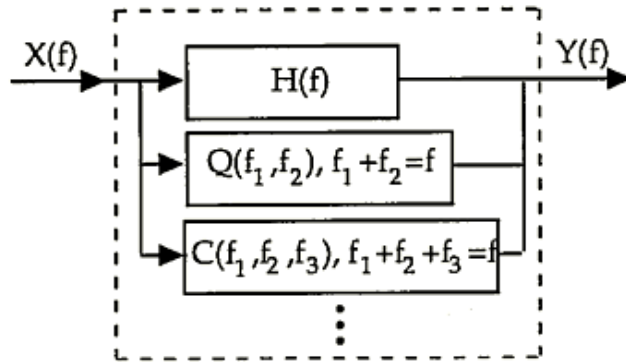 X(f)
Y(f)
H(f)
Q(f₁,f₂), f₁+f₂=f
C(f₁,f₂,f₃), f₁+f₂+f₃=f